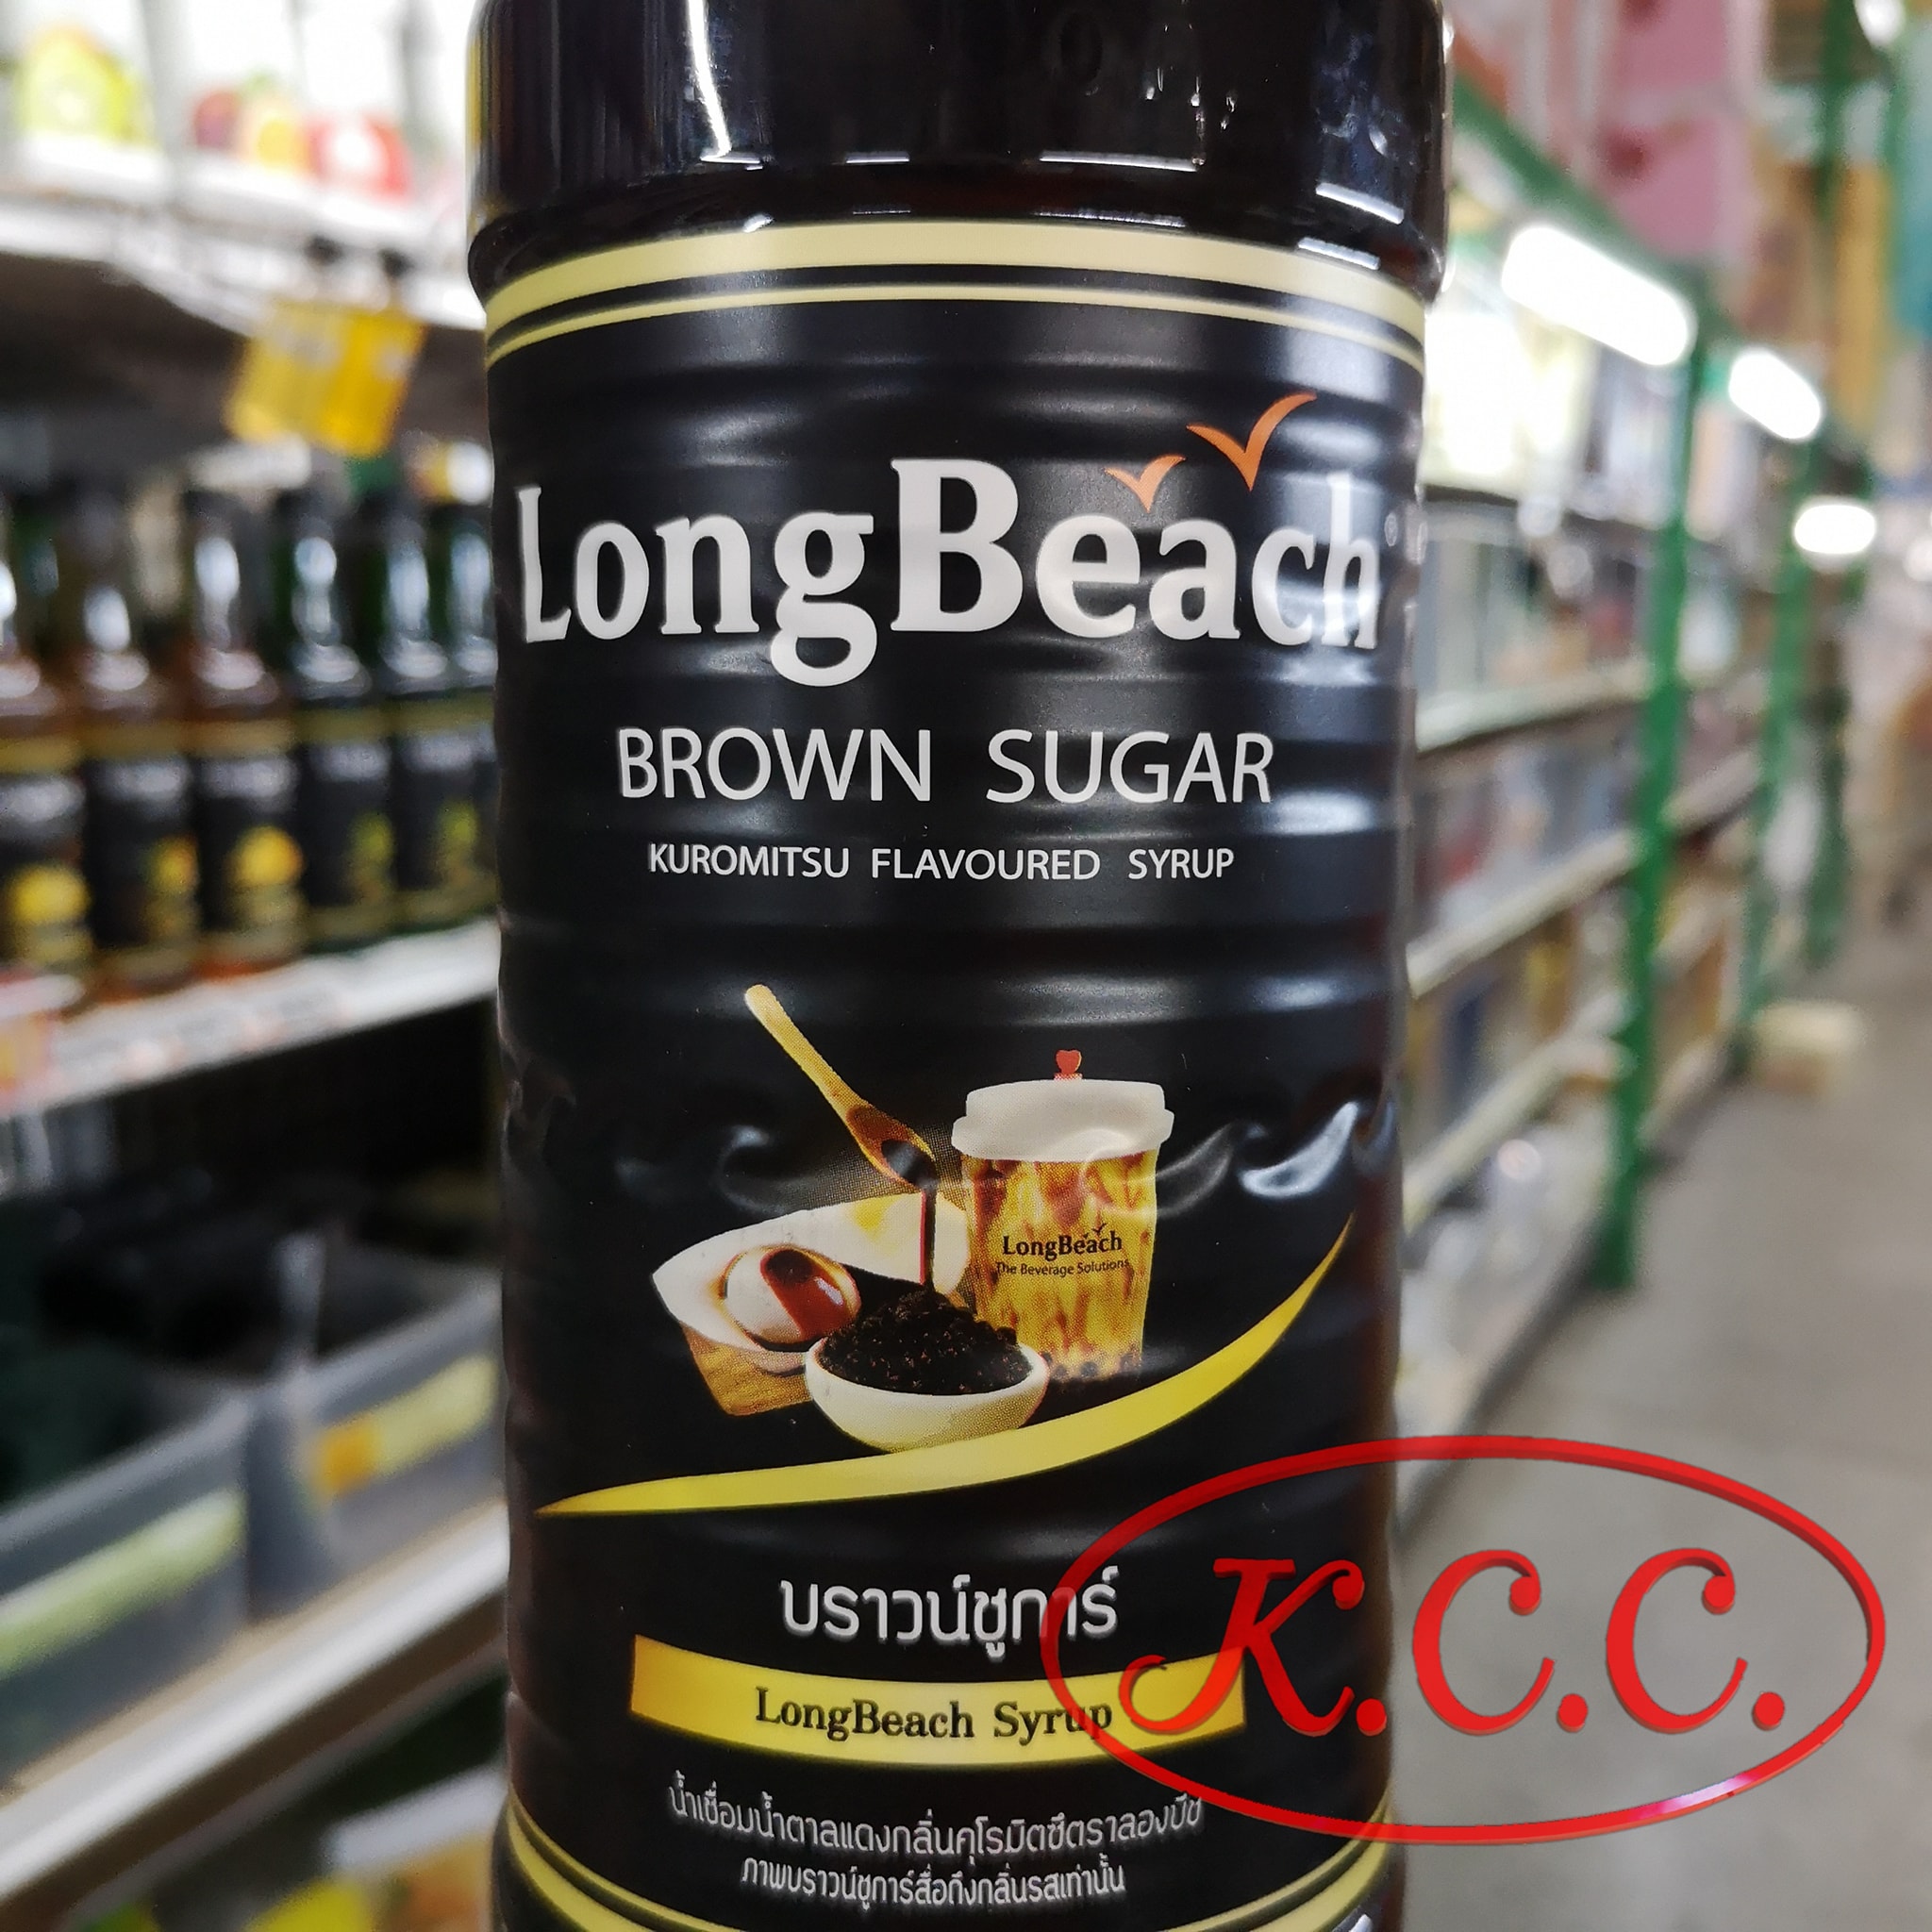 LongBeach®
BROWN SUGAR
KUROMITSU FLAVOURED SYRUP
LongBeach
The Beverage Solutions
บราวน์ชูการ์
LongBeach Syrup
K.C.C.
น้ำเชื่อมน้ำตาลแดงกลิ่นคุโรมิตซึตราลองบีช
ภาพบราวน์ชูการ์สื่อถึงกลิ่นรสเท่านั้น